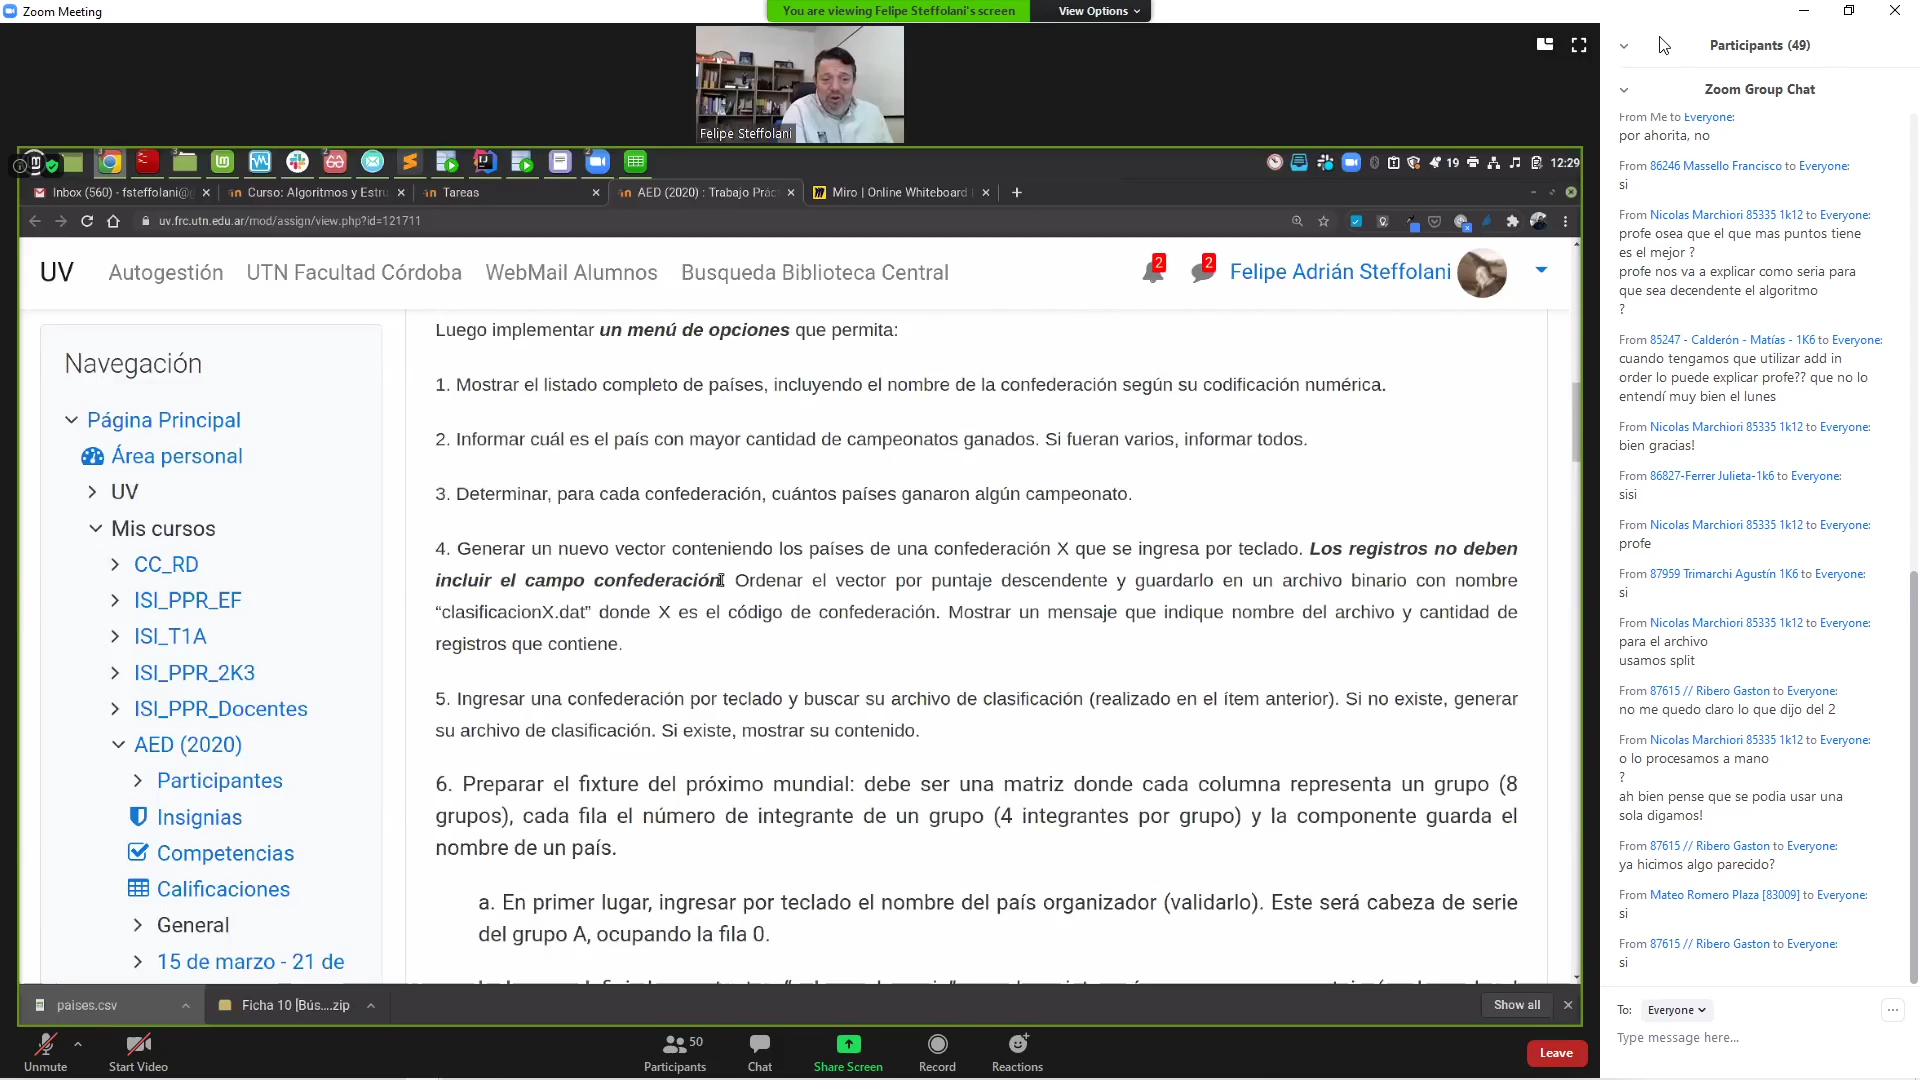 Zoom Meeting
You are viewing Felipe Steffolani's screen
View Options
Felipe Steffolani
19
12:29
Inbox (560) - fsteffolani@
Curso: Algoritmos y Estru
Tareas
AED (2020) : Trabajo Prác
Miro | Online Whiteboard
uv.frc.utn.edu.ar/mod/assign/view.php?id=121711
UV
Autogestión
UTN Facultad Córdoba
WebMail Alumnos
Busqueda Biblioteca Central
2
2
Felipe Adrián Steffolani
Navegación
Página Principal
Área personal
UV
Mis cursos
CC_RD
ISI_PPR_EF
ISI_T1A
ISI_PPR_2K3
ISI_PPR_Docentes
AED (2020)
Participantes
Insignias
Competencias
Calificaciones
General
15 de marzo - 21 de
Luego implementar un menú de opciones que permita:
1. Mostrar el listado completo de países, incluyendo el nombre de la confederación según su codificación numérica.
2. Informar cuál es el país con mayor cantidad de campeonatos ganados. Si fueran varios, informar todos.
3. Determinar, para cada confederación, cuántos países ganaron algún campeonato.
4. Generar un nuevo vector conteniendo los países de una confederación X que se ingresa por teclado. Los registros no deben
incluir el campo confederación. Ordenar el vector por puntaje descendente y guardarlo en un archivo binario con nombre
“clasificacionX.dat” donde X es el código de confederación. Mostrar un mensaje que indique nombre del archivo y cantidad de
registros que contiene.
5. Ingresar una confederación por teclado y buscar su archivo de clasificación (realizado en el ítem anterior). Si no existe, generar
su archivo de clasificación. Si existe, mostrar su contenido.
6. Preparar el fixture del próximo mundial: debe ser una matriz donde cada columna representa un grupo (8
grupos), cada fila el número de integrante de un grupo (4 integrantes por grupo) y la componente guarda el
nombre de un país.
a. En primer lugar, ingresar por teclado el nombre del país organizador (validarlo). Este será cabeza de serie
del grupo A, ocupando la fila 0.
paises.csv
Ficha 10 [Bús....zip
Show all
Unmute
Start Video
Participants
50
Chat
Share Screen
Record
Reactions
Leave
Participants (49)
Zoom Group Chat
From Me to Everyone:
por ahorita, no
From 86246 Massello Francisco to Everyone:
si
From Nicolas Marchiori 85335 1k12 to Everyone:
profe osea que el que mas puntos tiene
es el mejor ?
profe nos va a explicar como seria para
que sea decendente el algoritmo
?
From 85247 - Calderón - Matías - 1K6 to Everyone:
cuando tengamos que utilizar add in
order lo puede explicar profe?? que no lo
entendí muy bien el lunes
From Nicolas Marchiori 85335 1k12 to Everyone:
bien gracias!
From 86827-Ferrer Julieta-1k6 to Everyone:
sisi
From Nicolas Marchiori 85335 1k12 to Everyone:
profe
From 87959 Trimarchi Agustín 1K6 to Everyone:
si
From Nicolas Marchiori 85335 1k12 to Everyone:
para el archivo
usamos split
From 87615 // Ribero Gaston to Everyone:
no me quedo claro lo que dijo del 2
From Nicolas Marchiori 85335 1k12 to Everyone:
o lo procesamos a mano
?
ah bien pense que se podia usar una
sola digamos!
From 87615 // Ribero Gaston to Everyone:
ya hicimos algo parecido?
From Mateo Romero Plaza [83009] to Everyone:
si
From 87615 // Ribero Gaston to Everyone:
si
To: Everyone
Type message here...